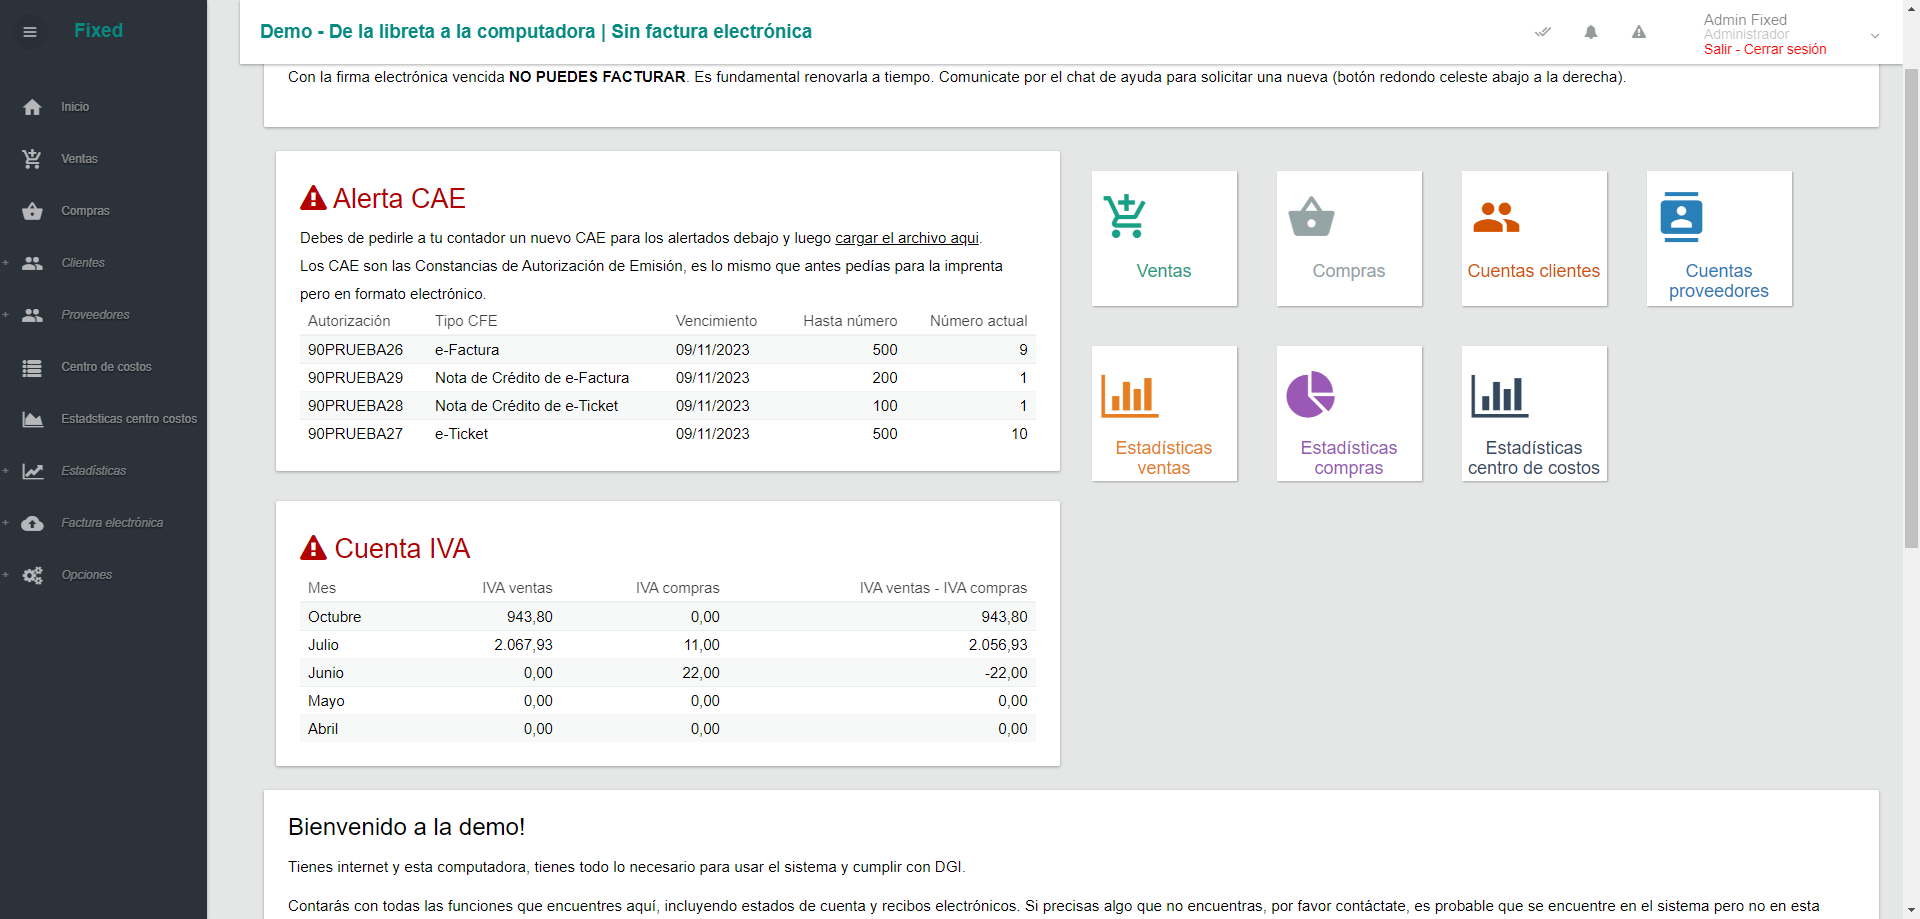 Fixed
Inicio
Ventas
Compras
+ Clientes
+ Proveedores
Centro de costos
Estadsticas centro costos
+ Estadísticas
+ Factura electrónica
+ Opciones
Demo - De la libreta a la computadora | Sin factura electrónica
Admin Fixed
Administrador
Salir - Cerrar sesión
Con la firma electrónica vencida NO PUEDES FACTURAR. Es fundamental renovarla a tiempo. Comunicate por el chat de ayuda para solicitar una nueva (botón redondo celeste abajo a la derecha).
Alerta CAE
Debes de pedirle a tu contador un nuevo CAE para los alertados debajo y luego cargar el archivo aqui.
Los CAE son las Constancias de Autorización de Emisión, es lo mismo que antes pedías para la imprenta
pero en formato electrónico.
Autorización Tipo CFE Vencimiento Hasta número Número actual
90PRUEBA26 e-Factura 09/11/2023 500 9
90PRUEBA29 Nota de Crédito de e-Factura 09/11/2023 200 1
90PRUEBA28 Nota de Crédito de e-Ticket 09/11/2023 100 1
90PRUEBA27 e-Ticket 09/11/2023 500 10
Ventas
Compras
Cuentas clientes
Cuentas
proveedores
Estadísticas
ventas
Estadísticas
compras
Estadísticas
centro de costos
Cuenta IVA
Mes IVA ventas IVA compras IVA ventas - IVA compras
Octubre 943,80 0,00 943,80
Julio 2.067,93 11,00 2.056,93
Junio 0,00 22,00 -22,00
Mayo 0,00 0,00 0,00
Abril 0,00 0,00 0,00
Bienvenido a la demo!
Tienes internet y esta computadora, tienes todo lo necesario para usar el sistema y cumplir con DGI.
Contarás con todas las funciones que encuentres aquí, incluyendo estados de cuenta y recibos electrónicos. Si precisas algo que no encuentras, por favor contáctate, es probable que se encuentre en el sistema pero no en esta